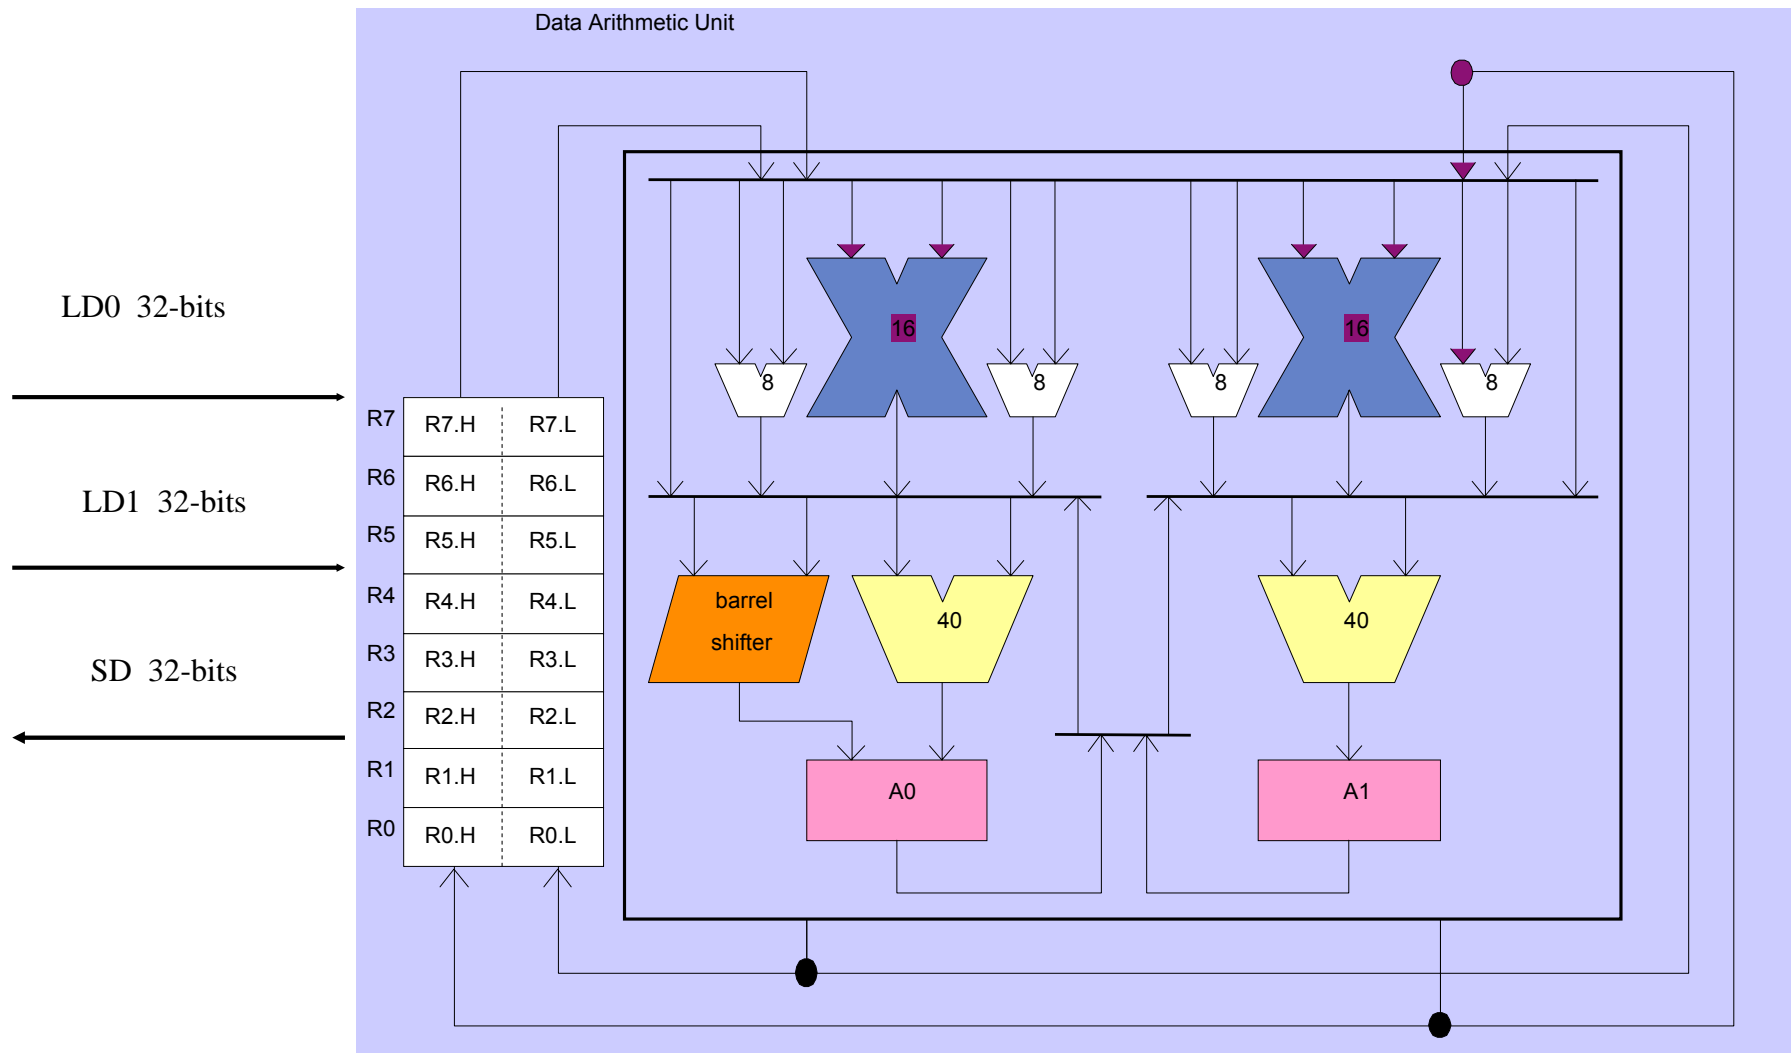 Data Arithmetic Unit
LD0 32-bits
LD1 32-bits
SD 32-bits
R7 R7.H R7.L
R6 R6.H R6.L
R5 R5.H R5.L
R4 R4.H R4.L
R3 R3.H R3.L
R2 R2.H R2.L
R1 R1.H R1.L
R0 R0.H R0.L
16 16
8 8 8 8
barrel
shifter
40 40
A0 A1